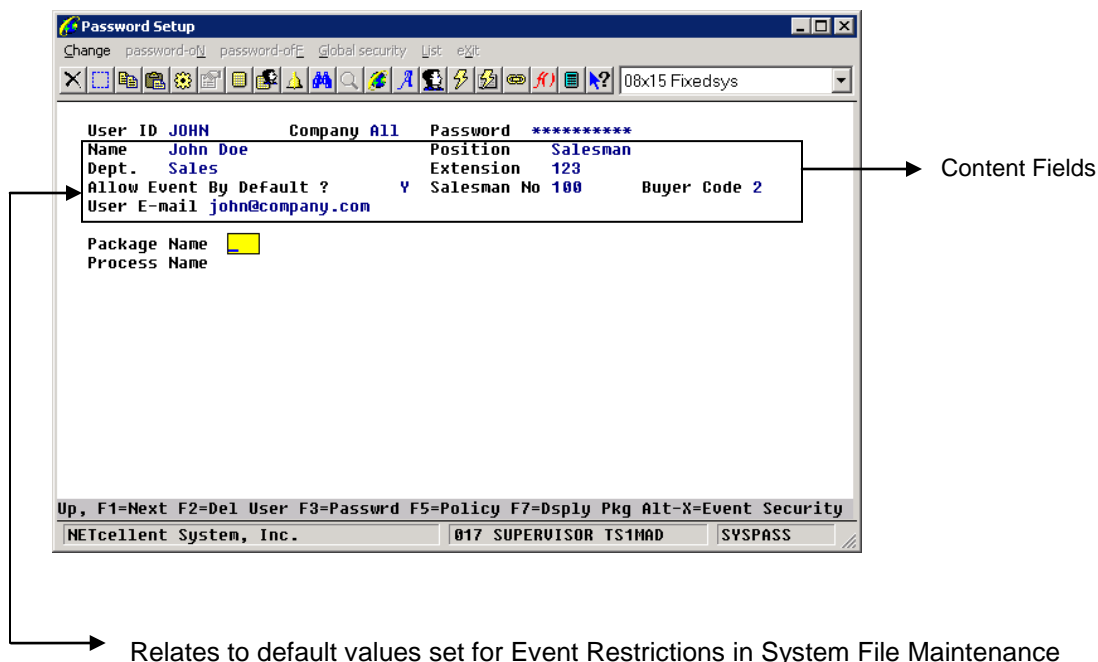 Password Setup
Change password-oN password-ofF Global security List eXit
08x15 Fixedsys
User ID JOHN Company All Password **********
Name John Doe Position Salesman
Dept. Sales Extension 123
Allow Event By Default ? Y Salesman No 100 Buyer Code 2
User E-mail john@company.com
Content Fields
Package Name
Process Name
Up, F1=Next F2=Del User F3=Passwrd F5=Policy F7=Dsply Pkg Alt-X=Event Security
NETcellent System, Inc. 017 SUPERVISOR TS1MAD SYSPASS
Relates to default values set for Event Restrictions in System File Maintenance